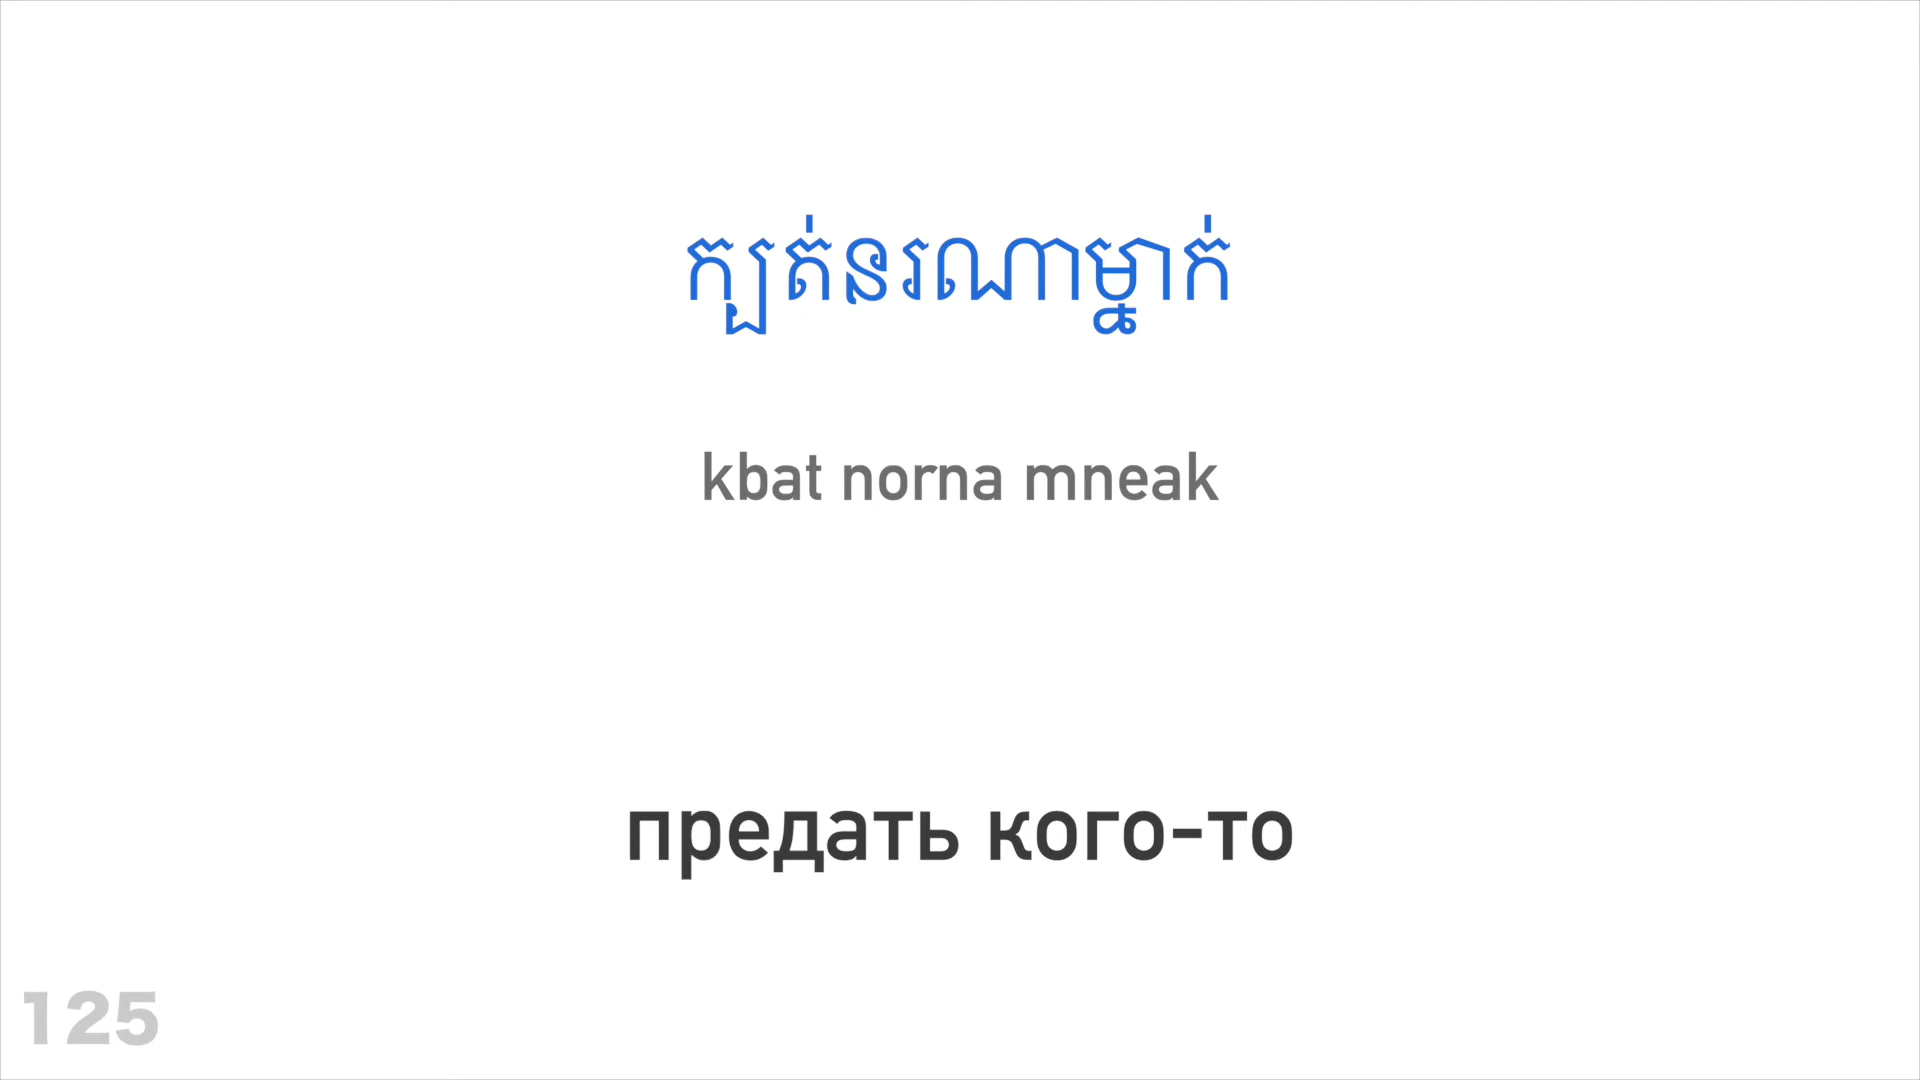 ក្បត់នរណាម្នាក់
kbat norna mneak
предать кого-то
125